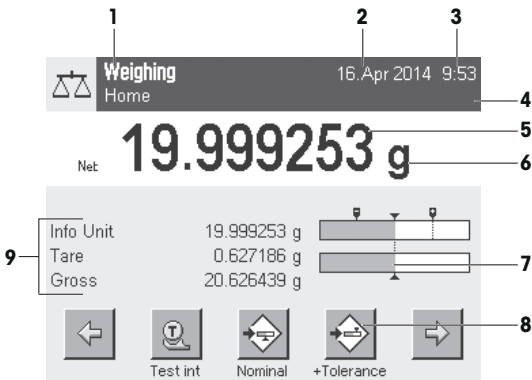 1 2 3
Weighing 16.Apr 2014 9:53
Home
4
5
Net 19.999253 g
6
Info Unit 19.999253 g
9 Tare 0.627186 g
7
Gross 20.626439 g
8
T
Test int Nominal +Tolerance